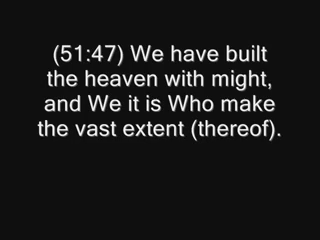 (51:47) We have built
the heaven with might,
and We it is Who make
the vast extent (thereof).